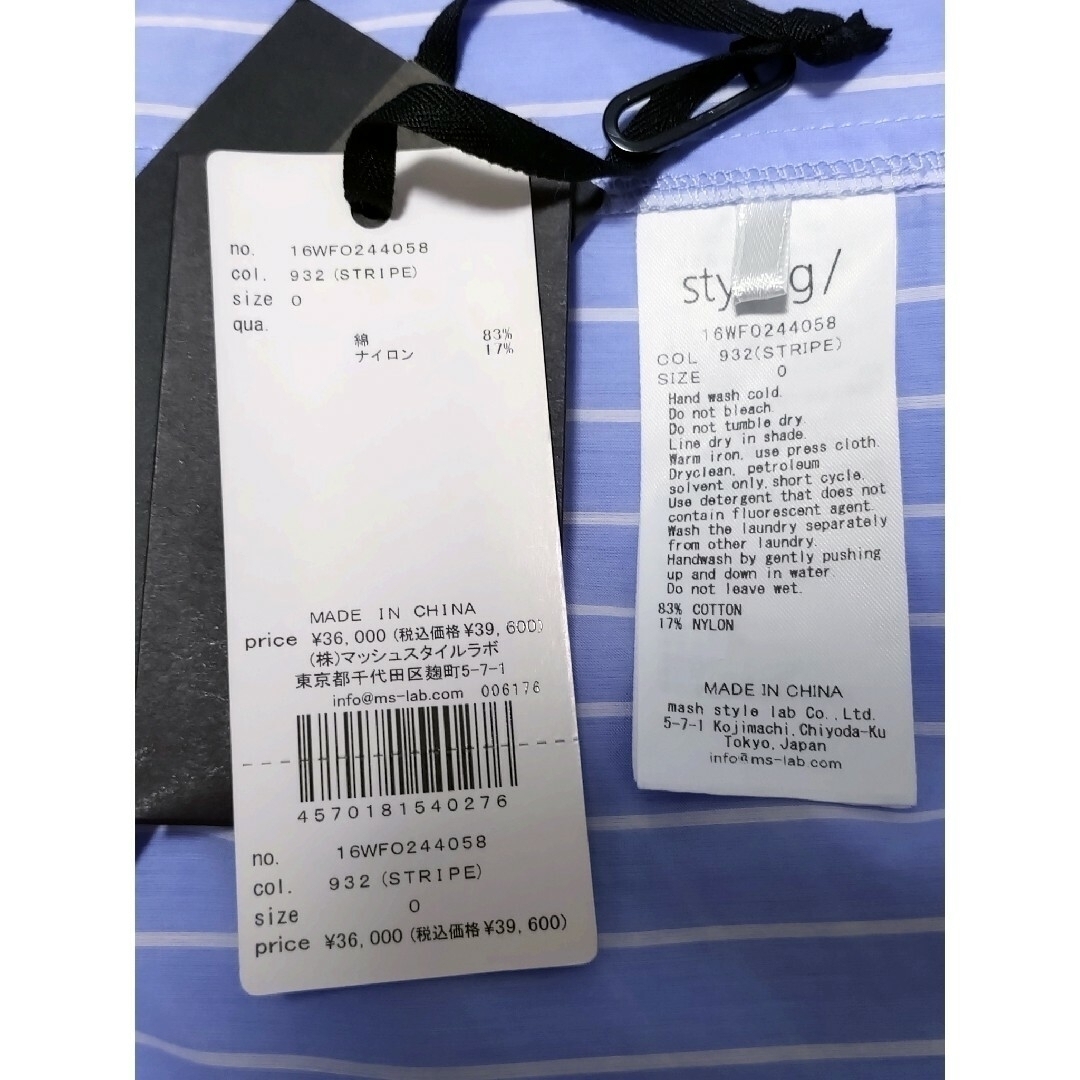 no. 16WFO244058
col. 932 (STRIPE)
size 0
qua.
綿 83%
ナイロン 17%
MADE IN CHINA
price ¥36,000 (税込価格¥39,600)
(株)マッシュスタイルラボ
東京都千代田区麹町5-7-1
info@ms-lab.com 006176
4570181540276
no. 16WFO244058
col. 932 (STRIPE)
size 0
price ¥36,000 (税込価格¥39,600)
16WFO244058
COL 932(STRIPE)
SIZE 0
Hand wash cold.
Do not bleach.
Do not tumble dry
Line dry in shade.
Warm iron, use press cloth.
Dryclean, petroleum
solvent only,short cycle.
Use detergent that does not
contain fluorescent agent.
Wash the laundry separately
from other laundry.
Handwash by gently pushing
up and down in water.
Do not leave wet.
83% COTTON
17% NYLON
MADE IN CHINA
mash style lab Co.,Ltd.
5-7-1 Kojimachi,Chiyoda-Ku
Tokyo,Japan
info@ms-lab.com